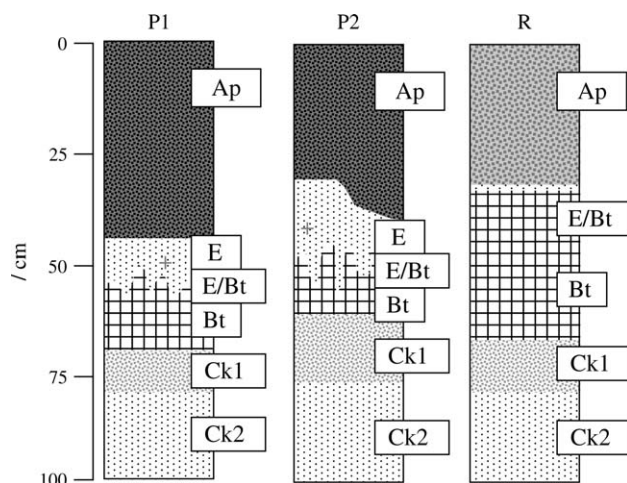 P1 P2 R
0
25
50
75
100
/ cm
Ap
E
E/Bt
Bt
Ck1
Ck2
Ap
E
E/Bt
Bt
Ck1
Ck2
Ap
E/Bt
Bt
Ck1
Ck2